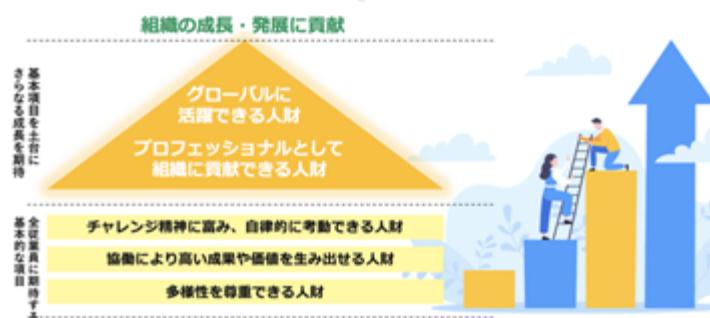 組織の成長・発展に貢献
基本項目を土台に
さらなる成長を期待
グローバルに
活躍できる人財
プロフェッショナルとして
組織に貢献できる人財
全従業員に期待する
基本的な項目
チャレンジ精神に富み、自律的に考動できる人財
協働により高い成果や価値を生み出せる人財
多様性を尊重できる人財